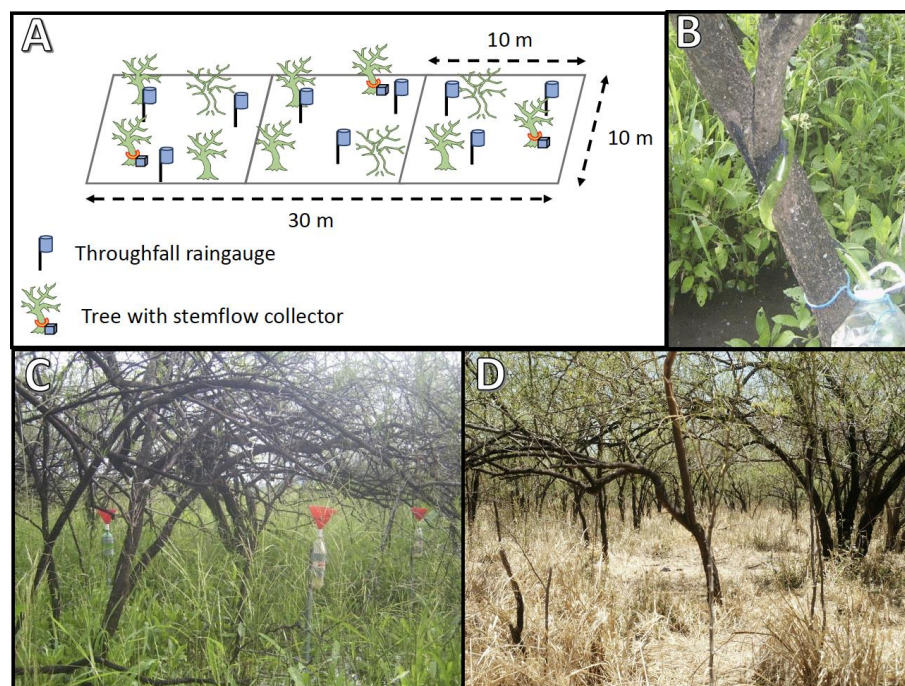 A
10 m
10 m
30 m
Throughfall raingauge
Tree with stemflow collector
B
C
D